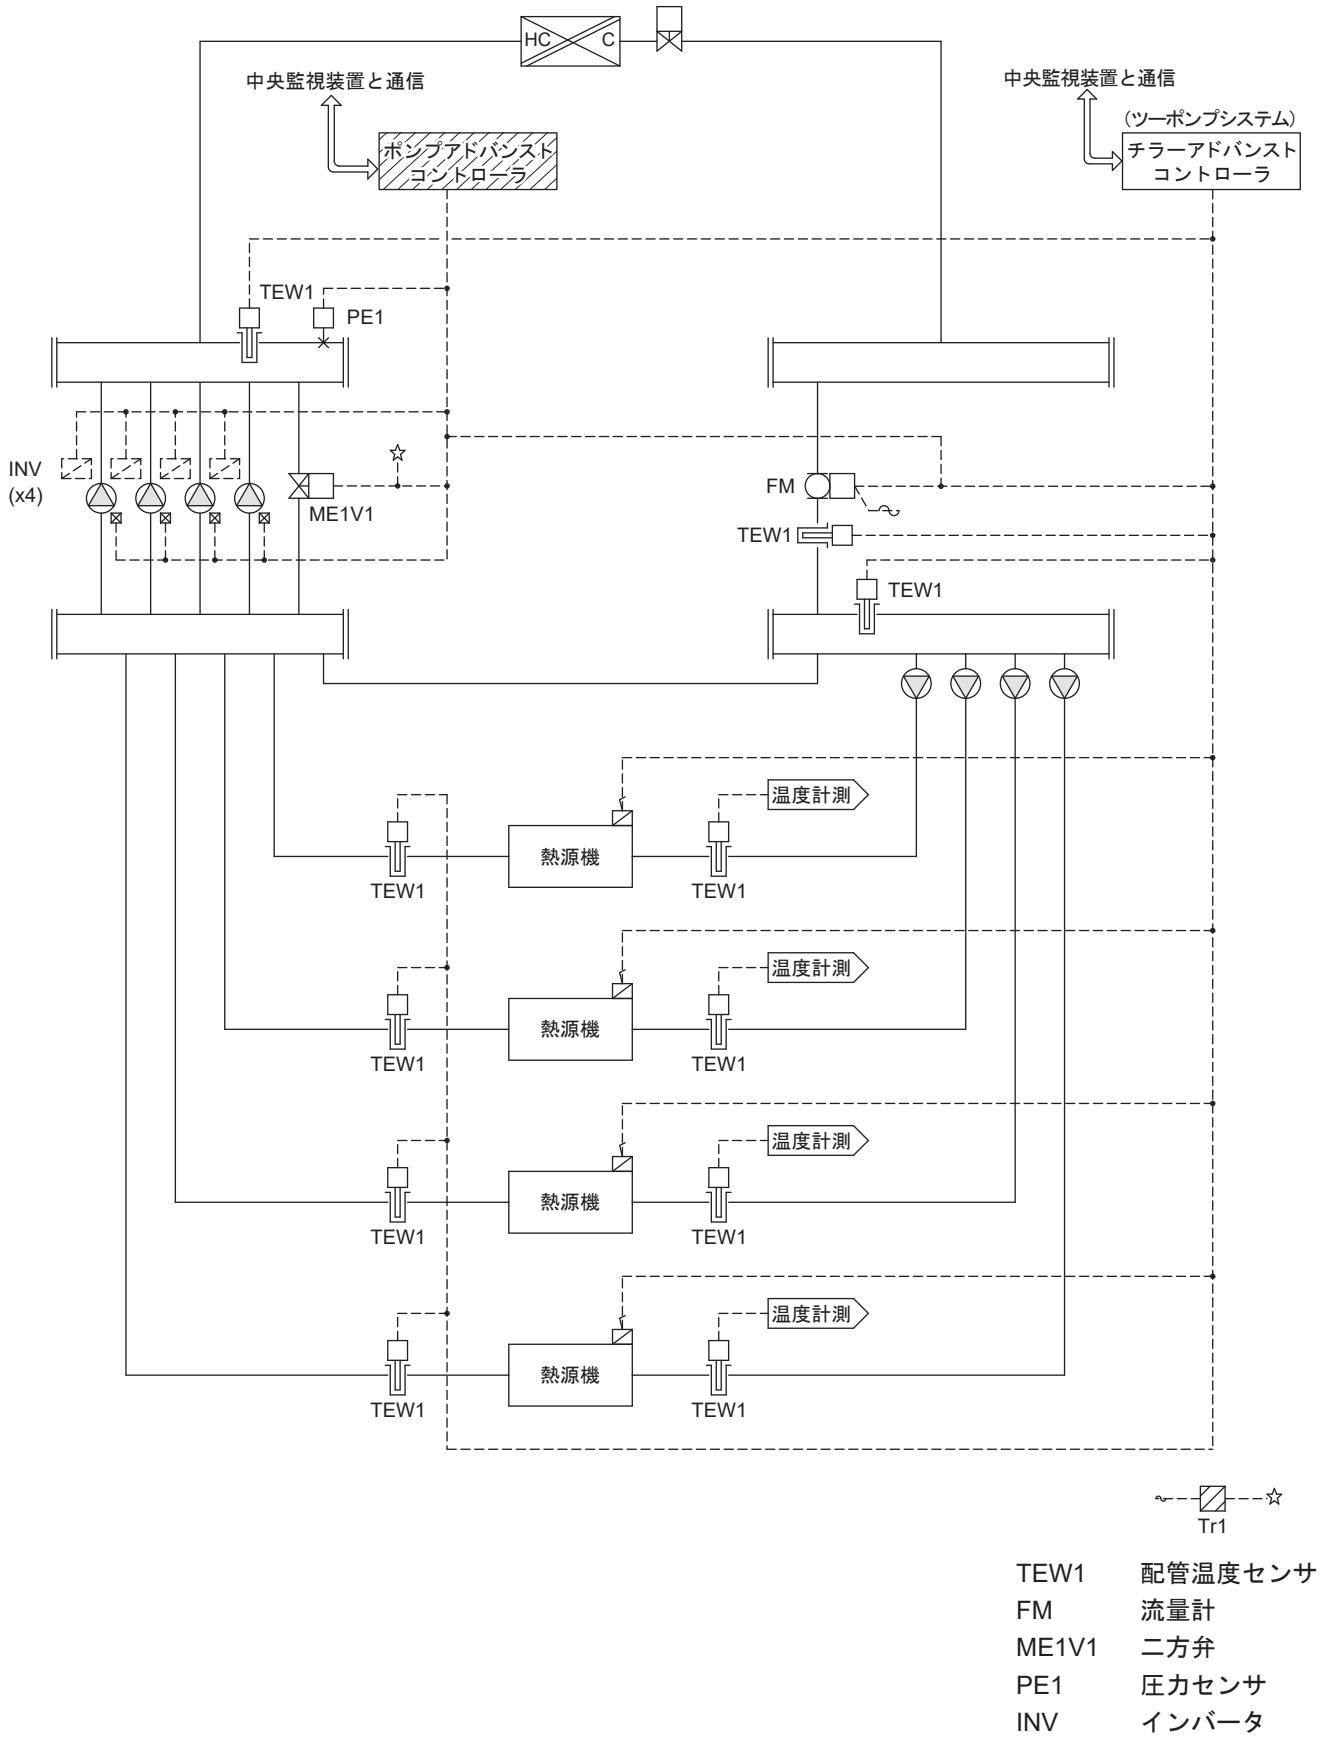 HC C
中央監視装置と通信
中央監視装置と通信
(ツーポンプシステム)
ポンプアドバンスト
コントローラ
チラーアドバンスト
コントローラ
TEW1
PE1
INV
(x4)
ME1V1
FM
TEW1
TEW1
温度計測
熱源機
TEW1
TEW1
温度計測
熱源機
TEW1
TEW1
温度計測
熱源機
TEW1
TEW1
温度計測
熱源機
TEW1
TEW1
Tr1
TEW1 配管温度センサ
FM 流量計
ME1V1 二方弁
PE1 圧力センサ
INV インバータ